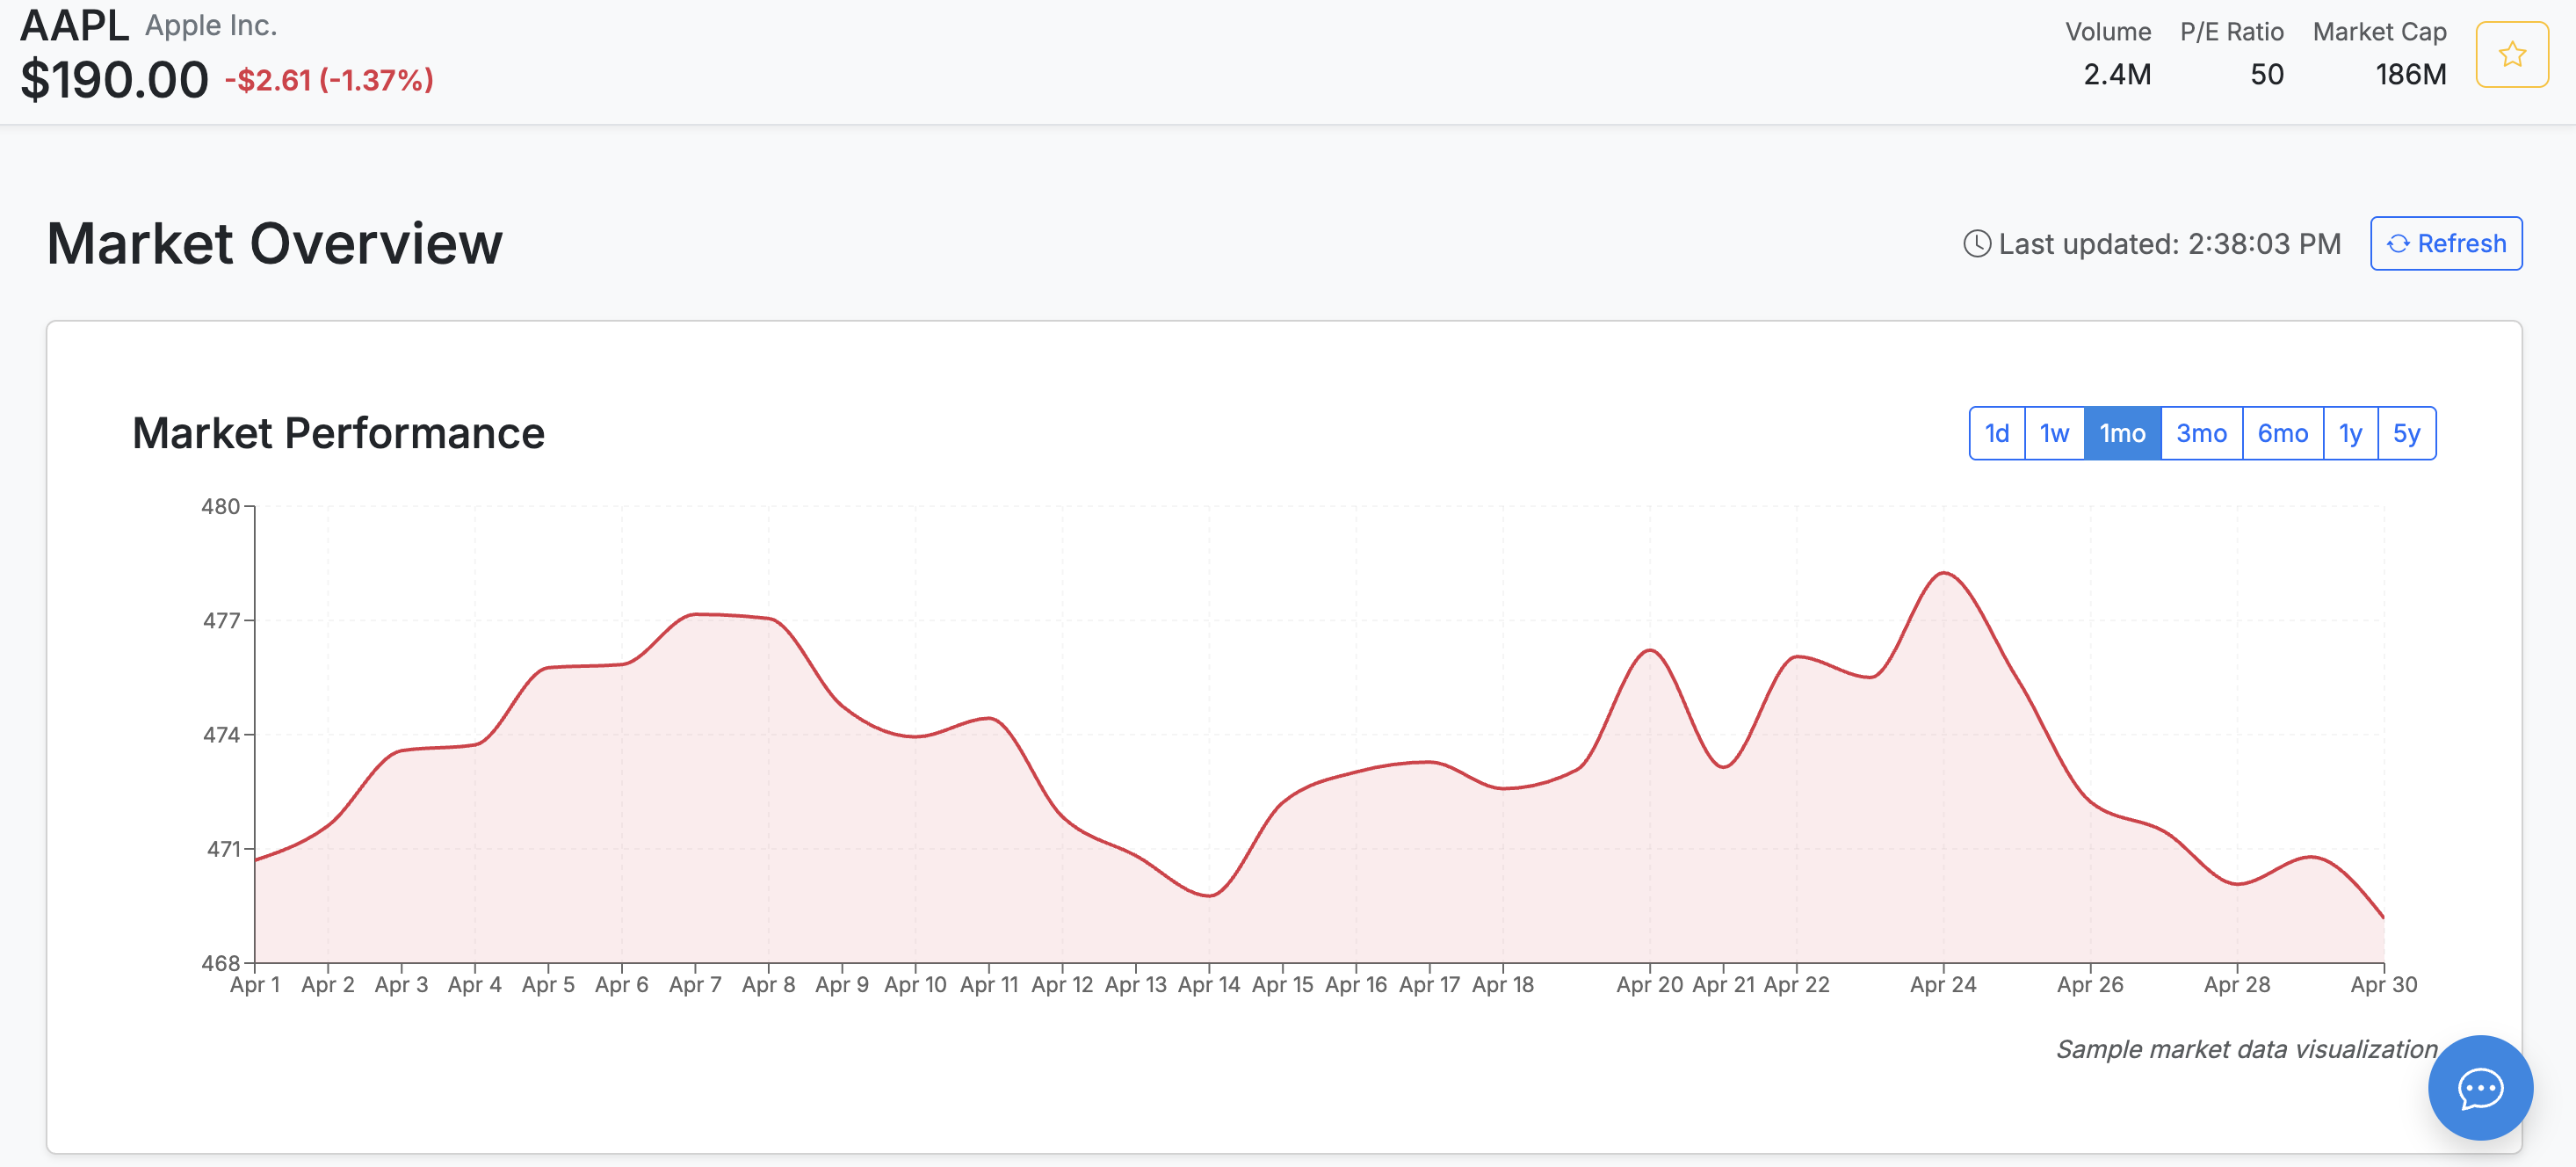 AAPL Apple Inc.
$190.00 -$2.61 (-1.37%)
Volume P/E Ratio Market Cap
2.4M 50 186M
Market Overview
Last updated: 2:38:03 PM Refresh
Market Performance
1d 1w 1mo 3mo 6mo 1y 5y
480
477
474
471
468
Apr 1 Apr 2 Apr 3 Apr 4 Apr 5 Apr 6 Apr 7 Apr 8 Apr 9 Apr 10 Apr 11 Apr 12 Apr 13 Apr 14 Apr 15 Apr 16 Apr 17 Apr 18 Apr 20 Apr 21 Apr 22 Apr 24 Apr 26 Apr 28 Apr 30
Sample market data visualization